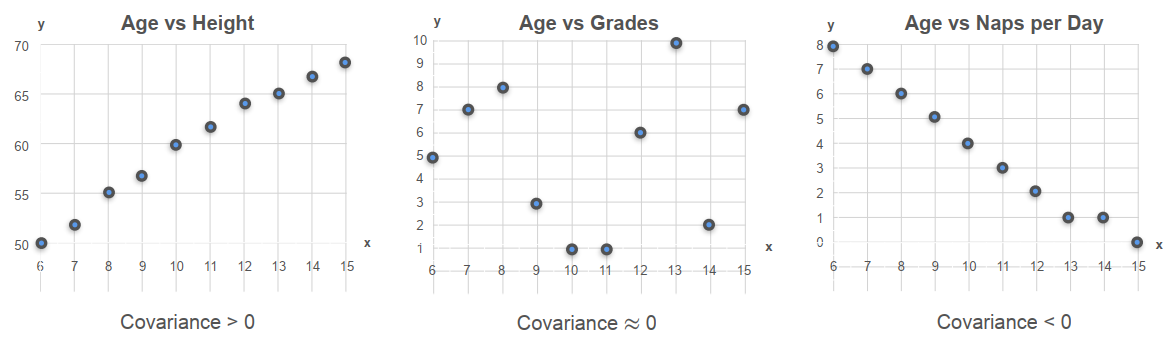 y Age vs Height
70
65
60
55
50
x
6 7 8 9 10 11 12 13 14 15
Covariance > 0
y Age vs Grades
10
9
8
7
6
5
4
3
2
1
x
6 7 8 9 10 11 12 13 14 15
Covariance ≈ 0
y Age vs Naps per Day
8
7
6
5
4
3
2
1
0
x
6 7 8 9 10 11 12 13 14 15
Covariance < 0